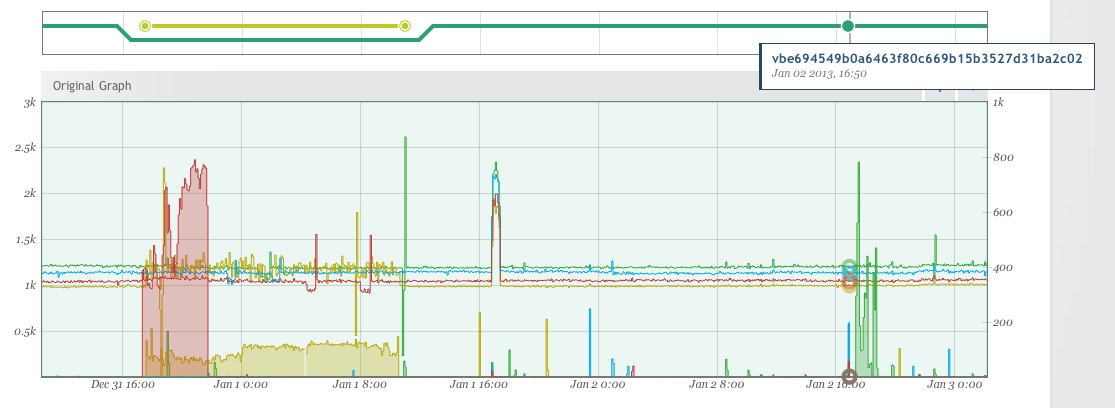 vbe694549b0a6463f80c669b15b3527d31ba2c02
Jan 02 2013, 16:50
Original Graph
3k
2.5k
2k
1.5k
1k
0.5k
1k
800
600
400
200
Dec 31 16:00
Jan 1 0:00
Jan 1 8:00
Jan 1 16:00
Jan 2 0:00
Jan 2 8:00
Jan 2 16:00
Jan 3 0:00